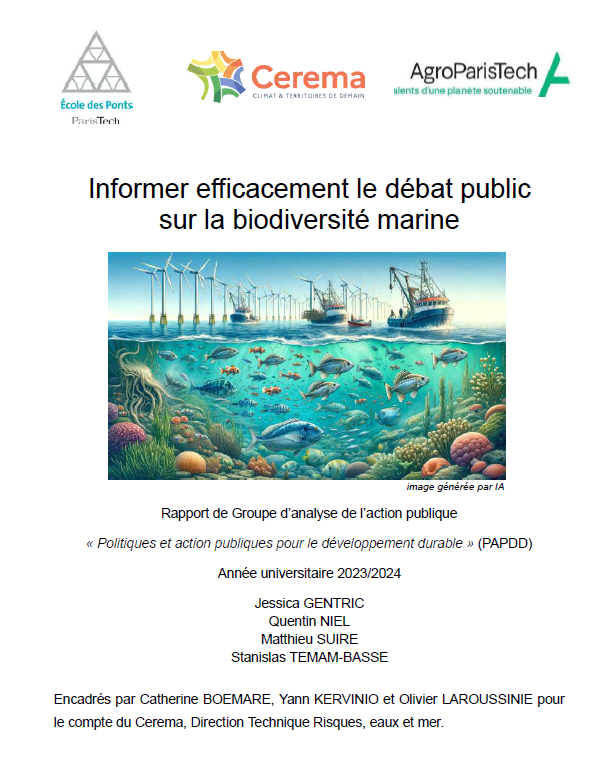 École des Ponts
ParisTech
Cerema
CLIMAT & TERRITOIRES DE DEMAIN
AgroParisTech
alents d'une planète soutenable
Informer efficacement le débat public
sur la biodiversité marine
image générée par IA
Rapport de Groupe d'analyse de l'action publique
« Politiques et action publiques pour le développement durable » (PAPDD)
Année universitaire 2023/2024
Jessica GENTRIC
Quentin NIEL
Matthieu SUIRE
Stanislas TEMAM-BASSE
Encadrés par Catherine BOEMARE, Yann KERVINIO et Olivier LAROUSSINIE pour
le compte du Cerema, Direction Technique Risques, eaux et mer.